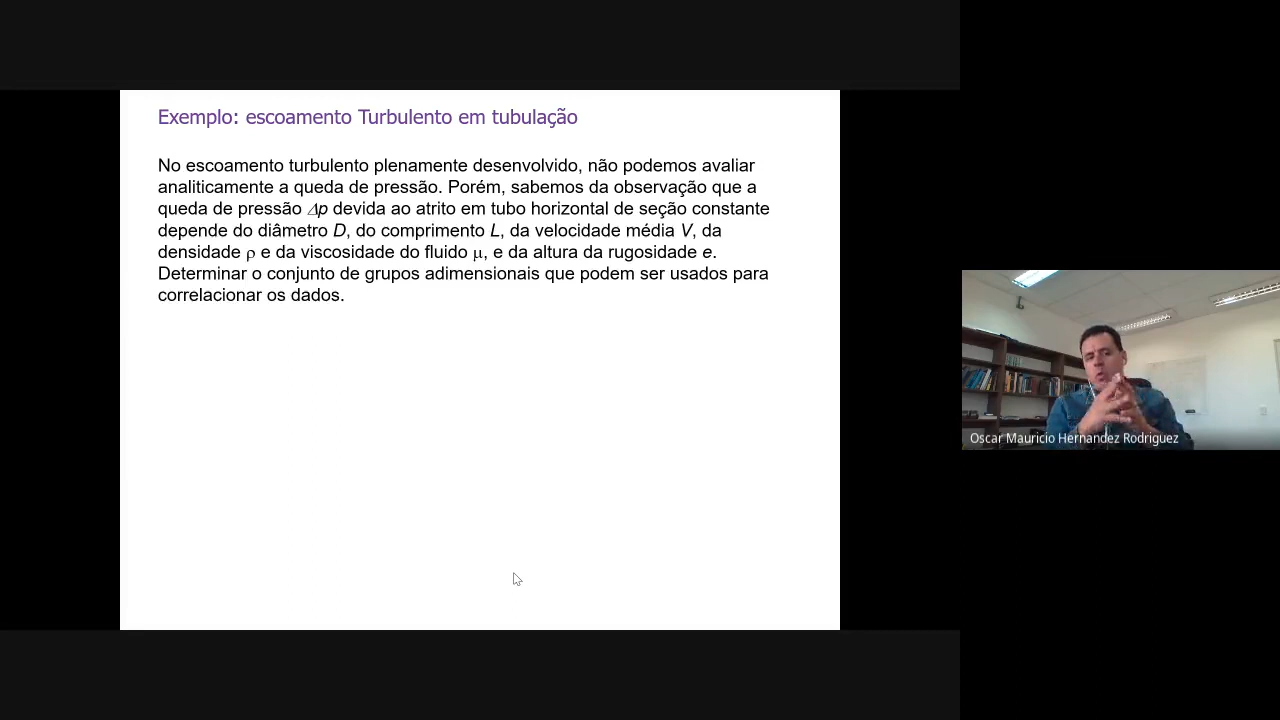 Exemplo: escoamento Turbulento em tubulação
No escoamento turbulento plenamente desenvolvido, não podemos avaliar
analiticamente a queda de pressão. Porém, sabemos da observação que a
queda de pressão Δp devida ao atrito em tubo horizontal de seção constante
depende do diâmetro D, do comprimento L, da velocidade média V, da
densidade ρ e da viscosidade do fluido μ, e da altura da rugosidade e.
Determinar o conjunto de grupos adimensionais que podem ser usados para
correlacionar os dados.
Oscar Mauricio Hernandez Rodriguez